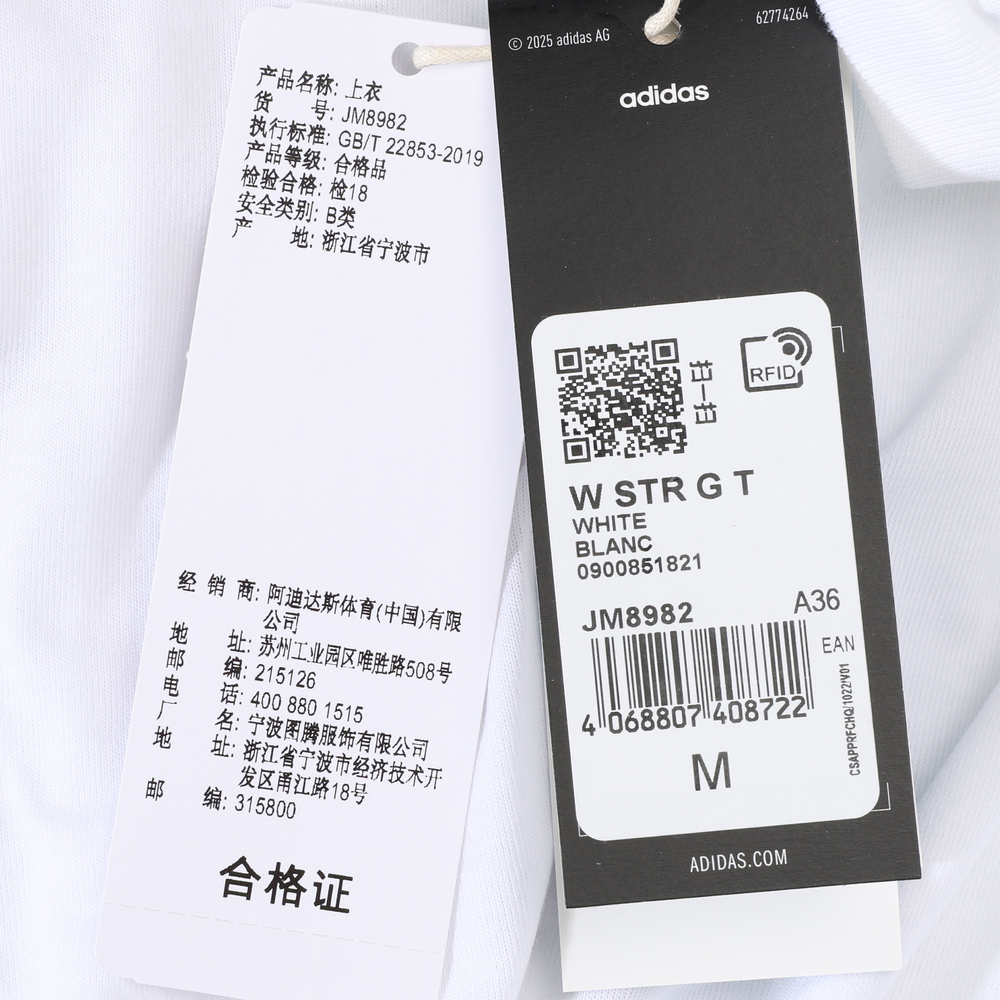 产品名称: 上衣
货 号: JM8982
执行标准: GB/T 22853-2019
产品等级: 合格品
检验合格: 检18
安全类别: B类
产 地: 浙江省宁波市
经 销 商: 阿迪达斯体育(中国)有限
公司
地 址: 苏州工业园区唯胜路508号
邮 编: 215126
电 话: 400 880 1515
厂 名: 宁波图腾服饰有限公司
地 址: 浙江省宁波市经济技术开
发区甬江路18号
邮 编: 315800
合格证
© 2025 adidas AG
62774264
adidas
RFID
扫一扫
W STR G T
WHITE
BLANC
0900851821
JM8982
A36
EAN
4 068807 408722
CSAPPRFCHQ/1022/V01
M
ADIDAS.COM